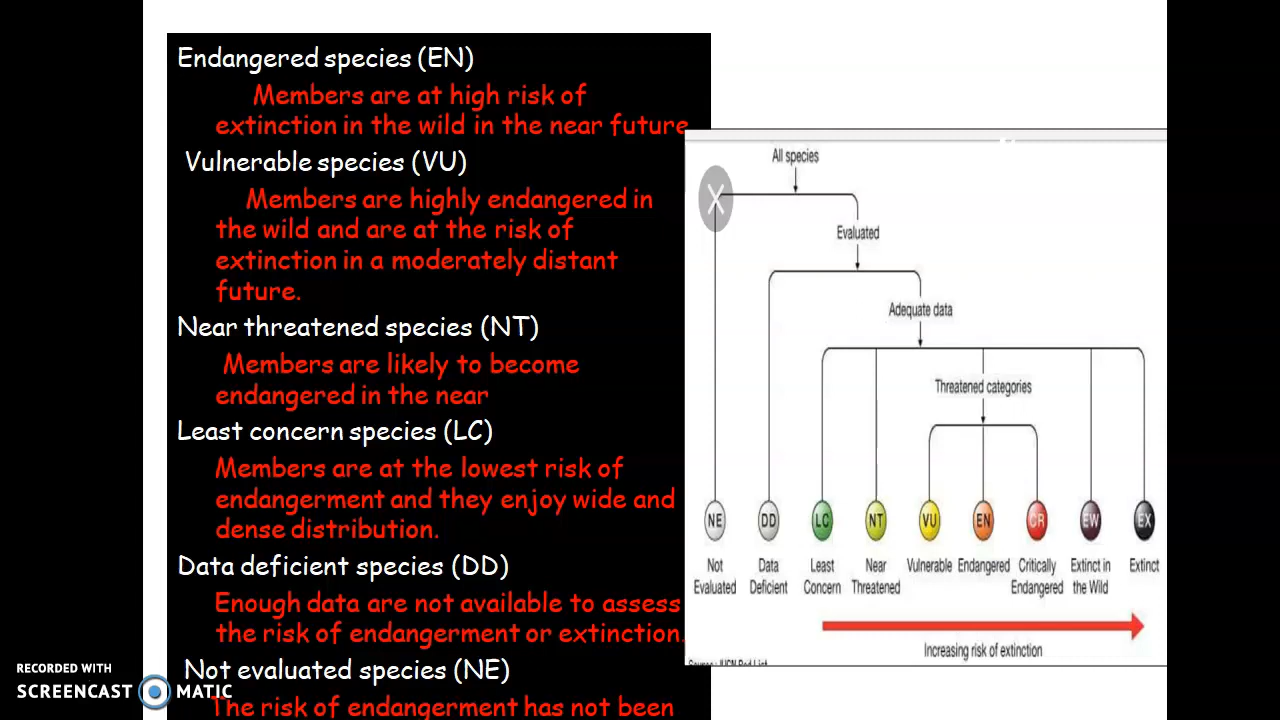 Endangered species (EN)
Members are at high risk of
extinction in the wild in the near future
Vulnerable species (VU)
Members are highly endangered in
the wild and are at the risk of
extinction in a moderately distant
future.
Near threatened species (NT)
Members are likely to become
endangered in the near
Least concern species (LC)
Members are at the lowest risk of
endangerment and they enjoy wide and
dense distribution.
Data deficient species (DD)
Enough data are not available to assess
the risk of endangerment or extinction.
Not evaluated species (NE)
The risk of endangerment has not been
All species
X
Evaluated
Adequate data
Threatened categories
NE DD LC NT VU EN CR EW EX
Not Evaluated
Data Deficient
Least Concern
Near Threatened
Vulnerable
Endangered
Critically Endangered
Extinct in the Wild
Extinct
Increasing risk of extinction
Source: IUCN Red List
RECORDED WITH
SCREENCAST MATIC